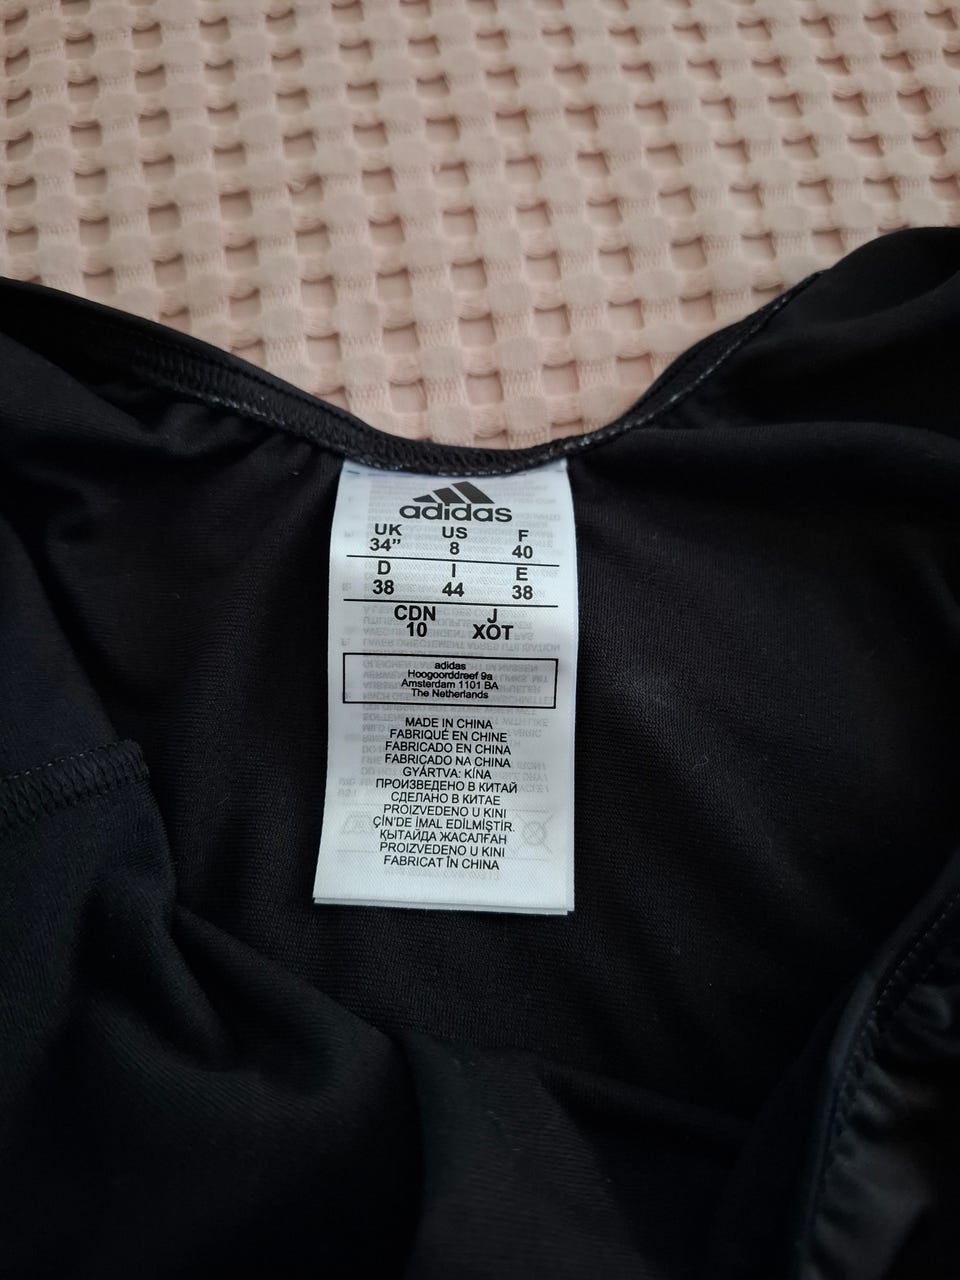 adidas
UK US F
34” 8 40
D I E
38 44 38
CDN J
10 XOT
adidas
Hoogoorddreef 9a
Amsterdam 1101 BA
The Netherlands
MADE IN CHINA
FABRIQUÉ EN CHINE
FABRICADO EN CHINA
FABRICADO NA CHINA
GYÁRTVA: KÍNA
ПРОИЗВЕДЕНО В КИТАЙ
СДЕЛАНО В КИТАЕ
PROIZVEDENO U KINI
ÇİN'DE İMAL EDİLMİŞTİR.
ҚЫТАЙДА ЖАСАЛҒАН
PROIZVEDENO U KINI
FABRICAT ÎN CHINA